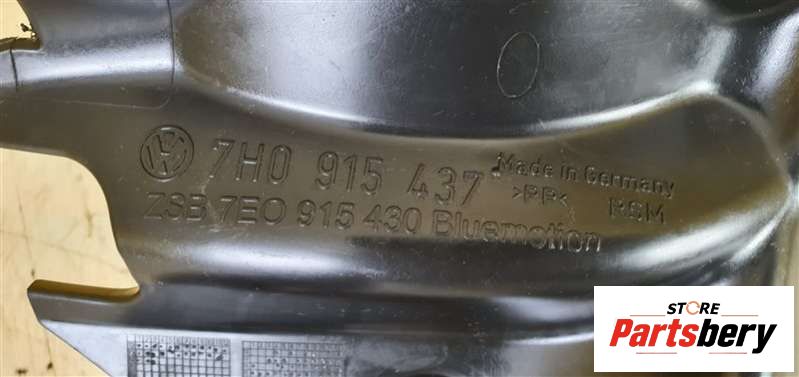 7H0 915 437
Made in Germany
ZSB 7E0 915 430 Bluemotion
>PP< RSM
STORE
Partsbery